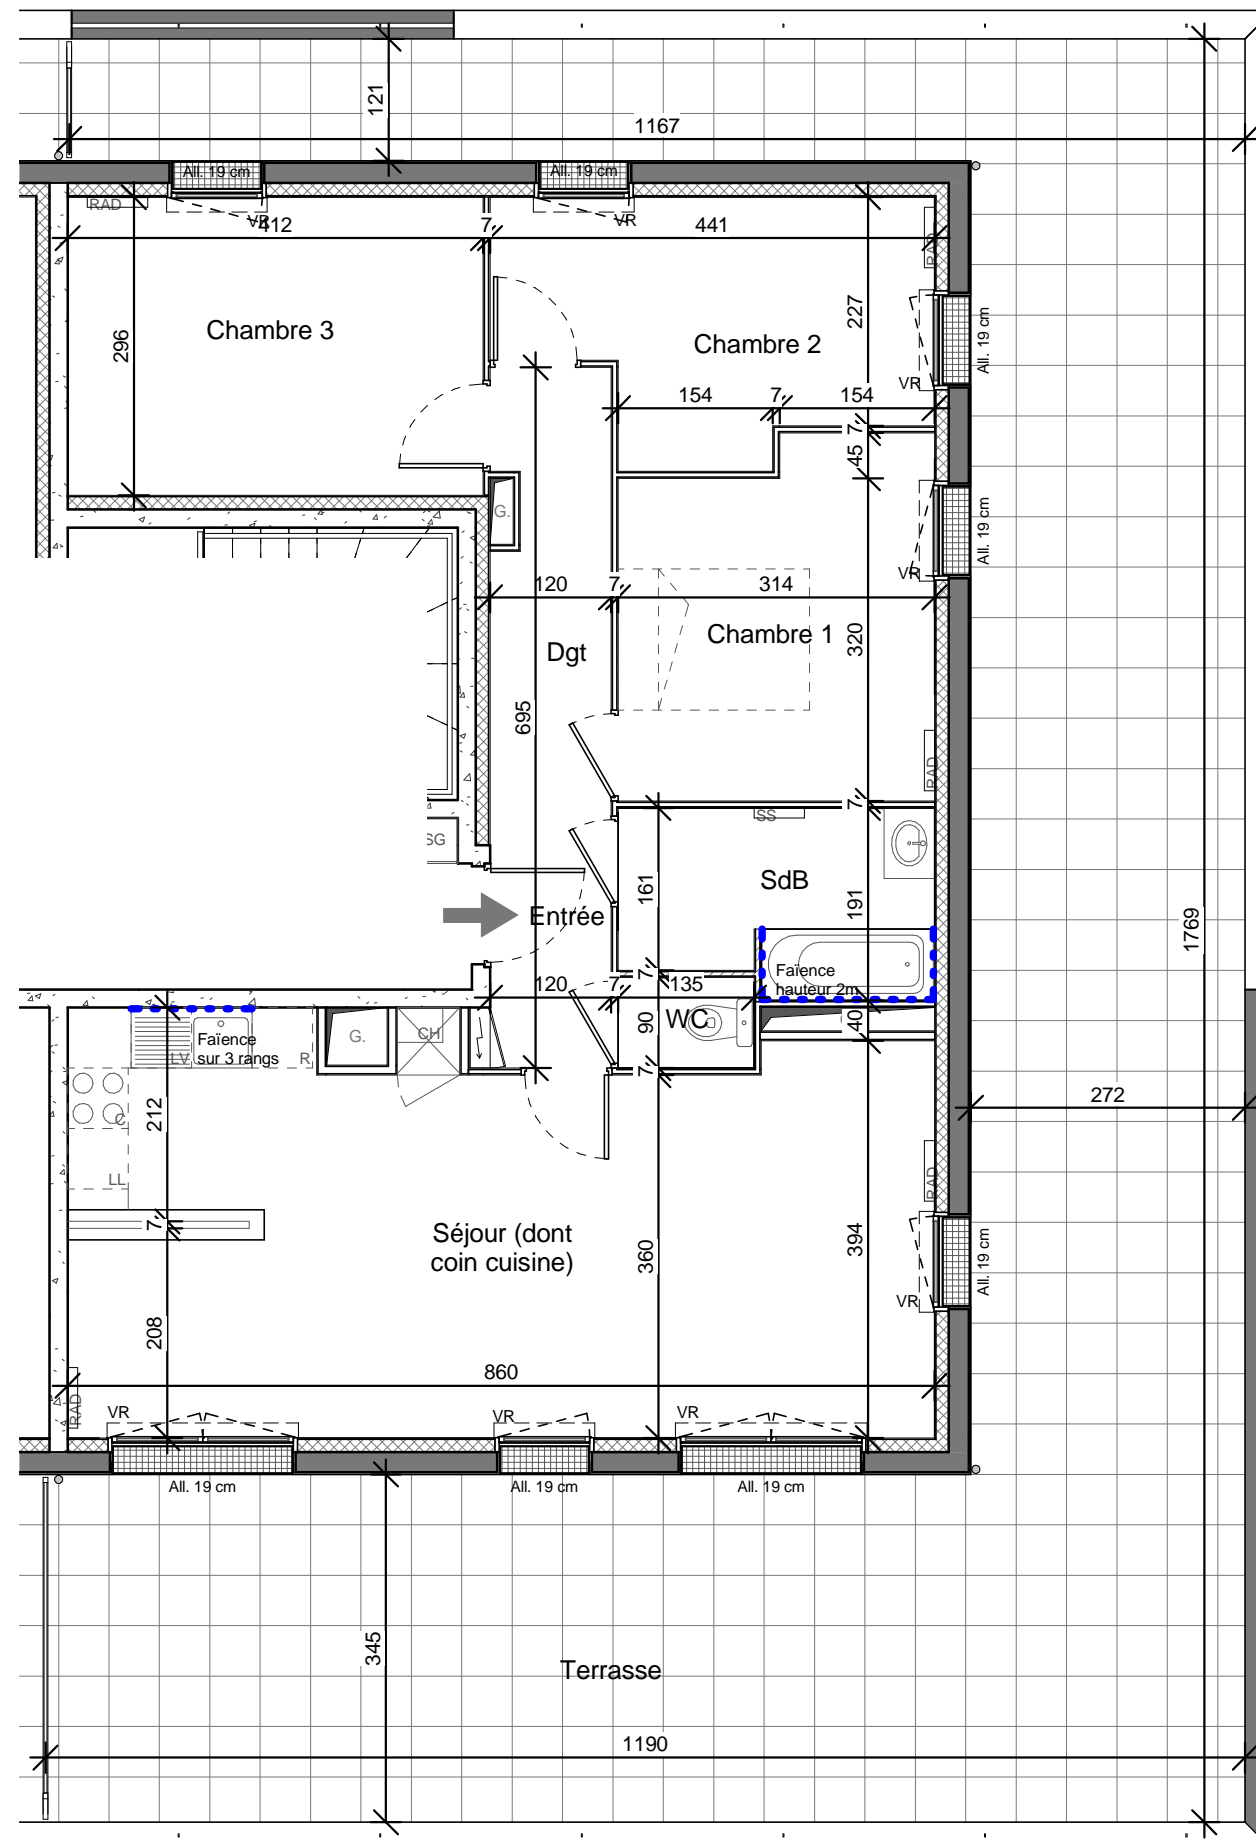 121
1167
All. 19 cm
All. 19 cm
RAD
VR
VR
412
7
441
RAD
227
All. 19 cm
296
Chambre 3
Chambre 2
VR
154
7
154
7
45
G.
All. 19 cm
VR
120
7
314
Chambre 1
320
Dgt
695
RAD
7
SS
SG
161
SdB
191
Entrée
1769
Faïence
hauteur 2m
7
120
7
135
90
WC
40
Faïence
sur 3 rangs
LV
R
G.
CH
7
272
C
212
LL
RAD
7
Séjour (dont
coin cuisine)
360
394
All. 19 cm
VR
208
860
RAD
VR
VR
VR
All. 19 cm
All. 19 cm
All. 19 cm
345
Terrasse
1190